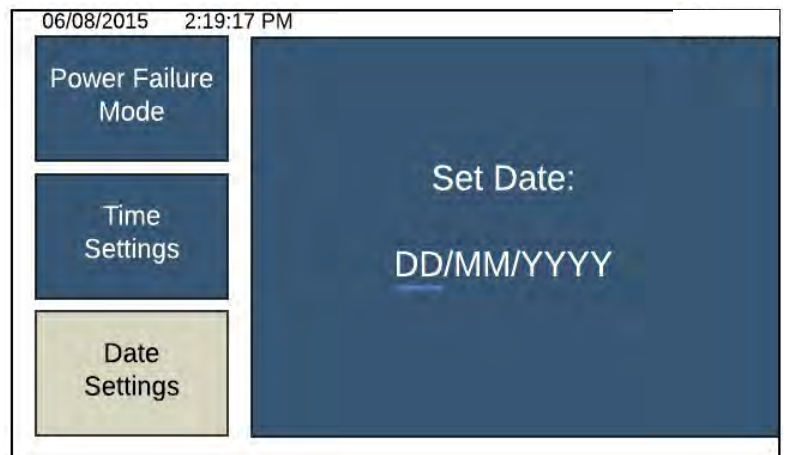 06/08/2015 2:19:17 PM
Power Failure
Mode
Time
Settings
Date
Settings
Set Date:
DD/MM/YYYY